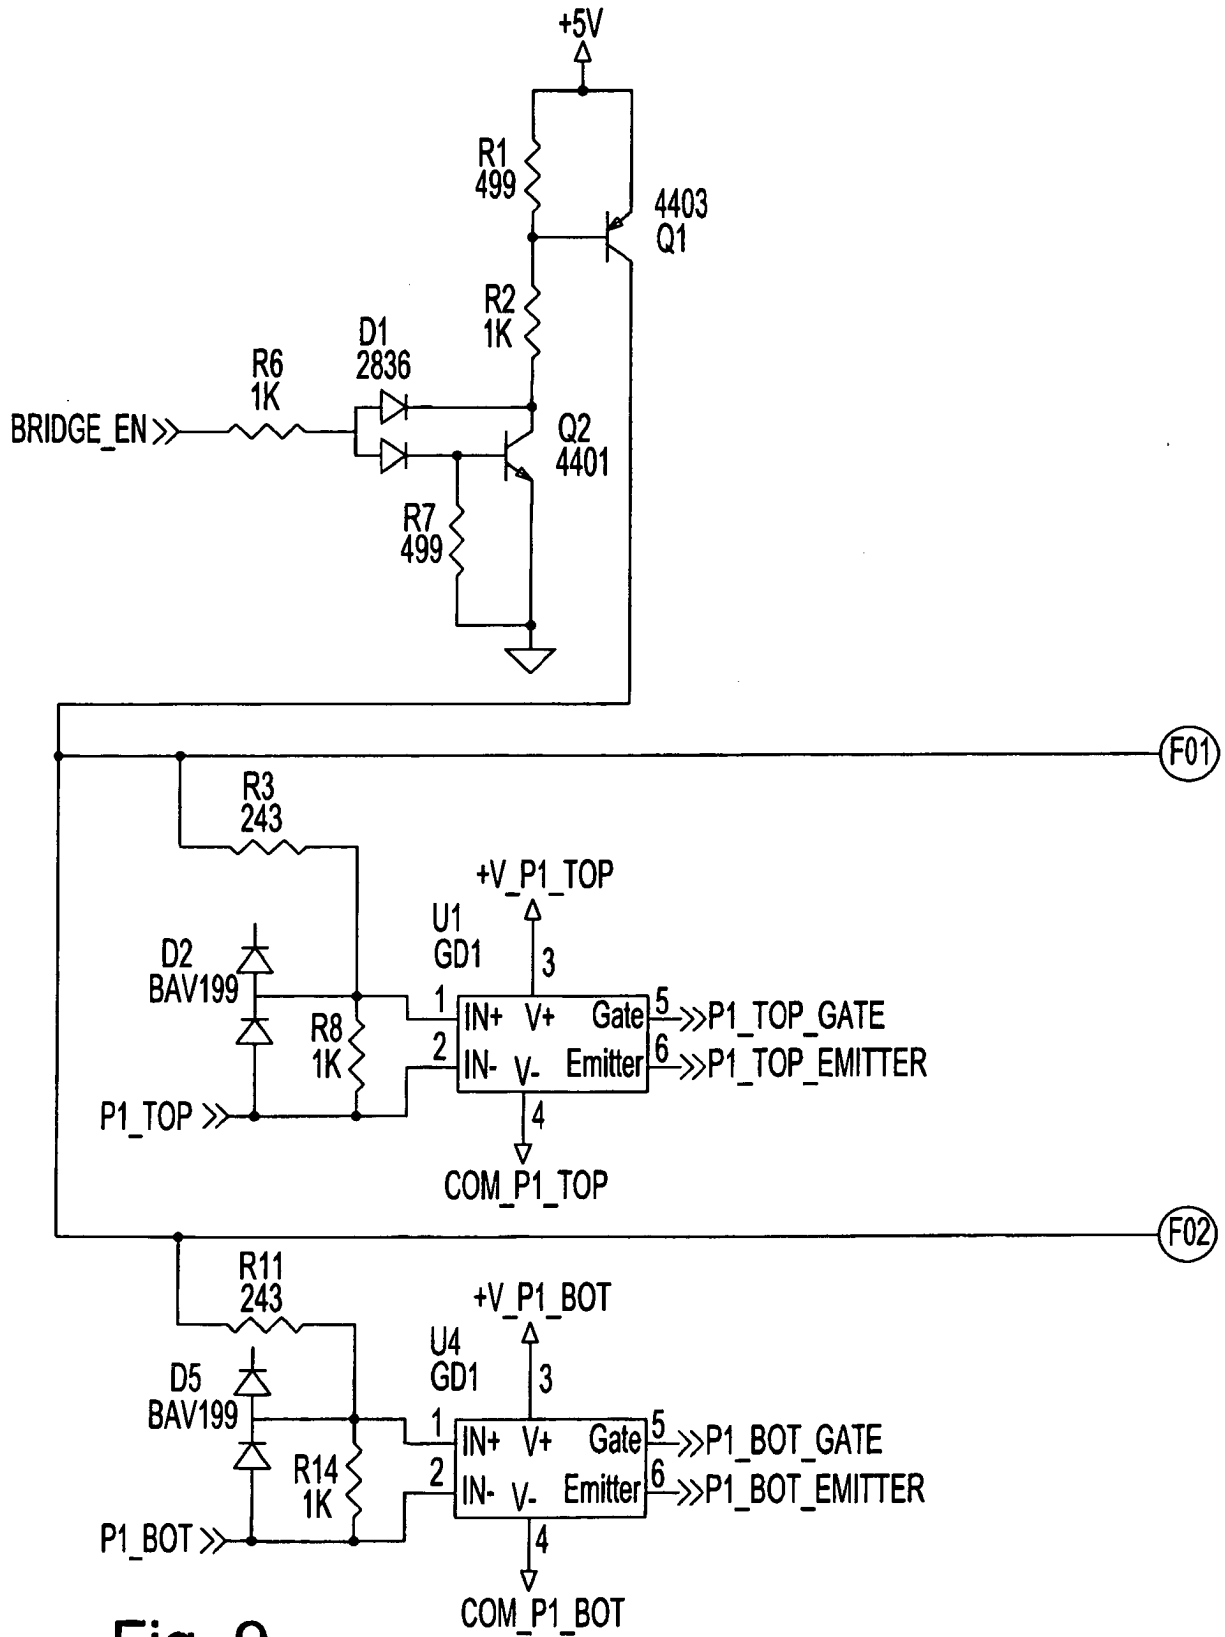 +5V
R1
499
4403
Q1
R2
1K
D1
2836
R6
1K
BRIDGE_EN
Q2
4401
R7
499
F01
R3
243
+V_P1_TOP
U1
GD1
3
D2
BAV199
1
IN+
V+
Gate
5
P1_TOP_GATE
R8
1K
2
IN-
V-
Emitter
6
P1_TOP_EMITTER
P1_TOP
4
COM_P1_TOP
F02
R11
243
+V_P1_BOT
U4
GD1
3
D5
BAV199
1
IN+
V+
Gate
5
P1_BOT_GATE
R14
1K
2
IN-
V-
Emitter
6
P1_BOT_EMITTER
P1_BOT
4
COM_P1_BOT